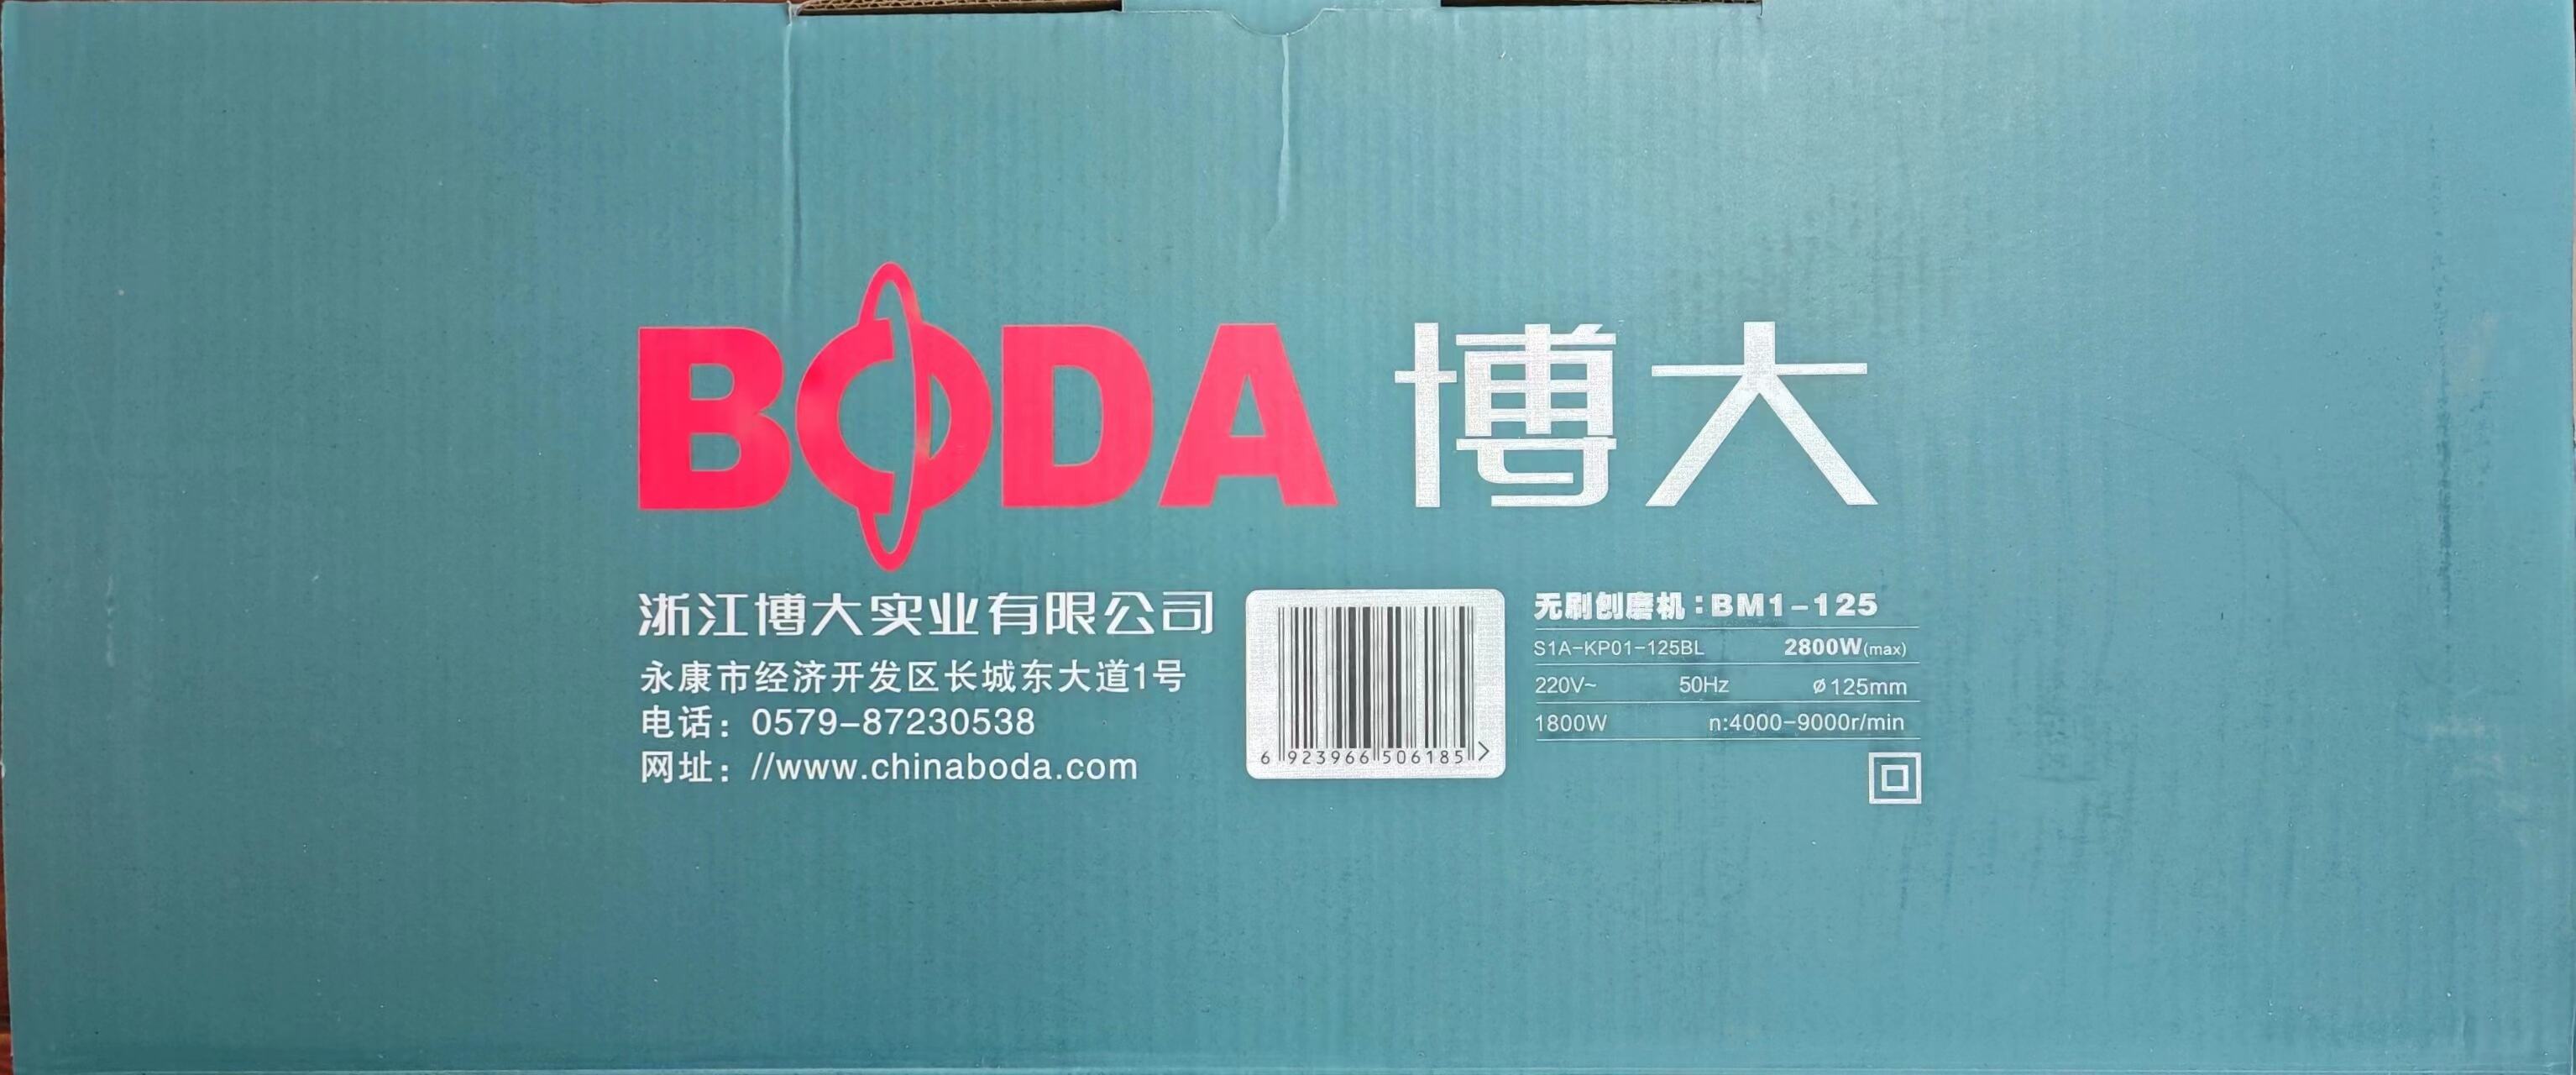 BODA 博大
浙江博大实业有限公司
永康市经济开发区长城东大道1号
电话：0579-87230538
网址：//www.chinaboda.com
6 923966 506185 >
无刷刨磨机：BM1-125
S1A-KP01-125BL 2800W(max)
220V~ 50Hz Ø125mm
1800W n:4000-9000r/min